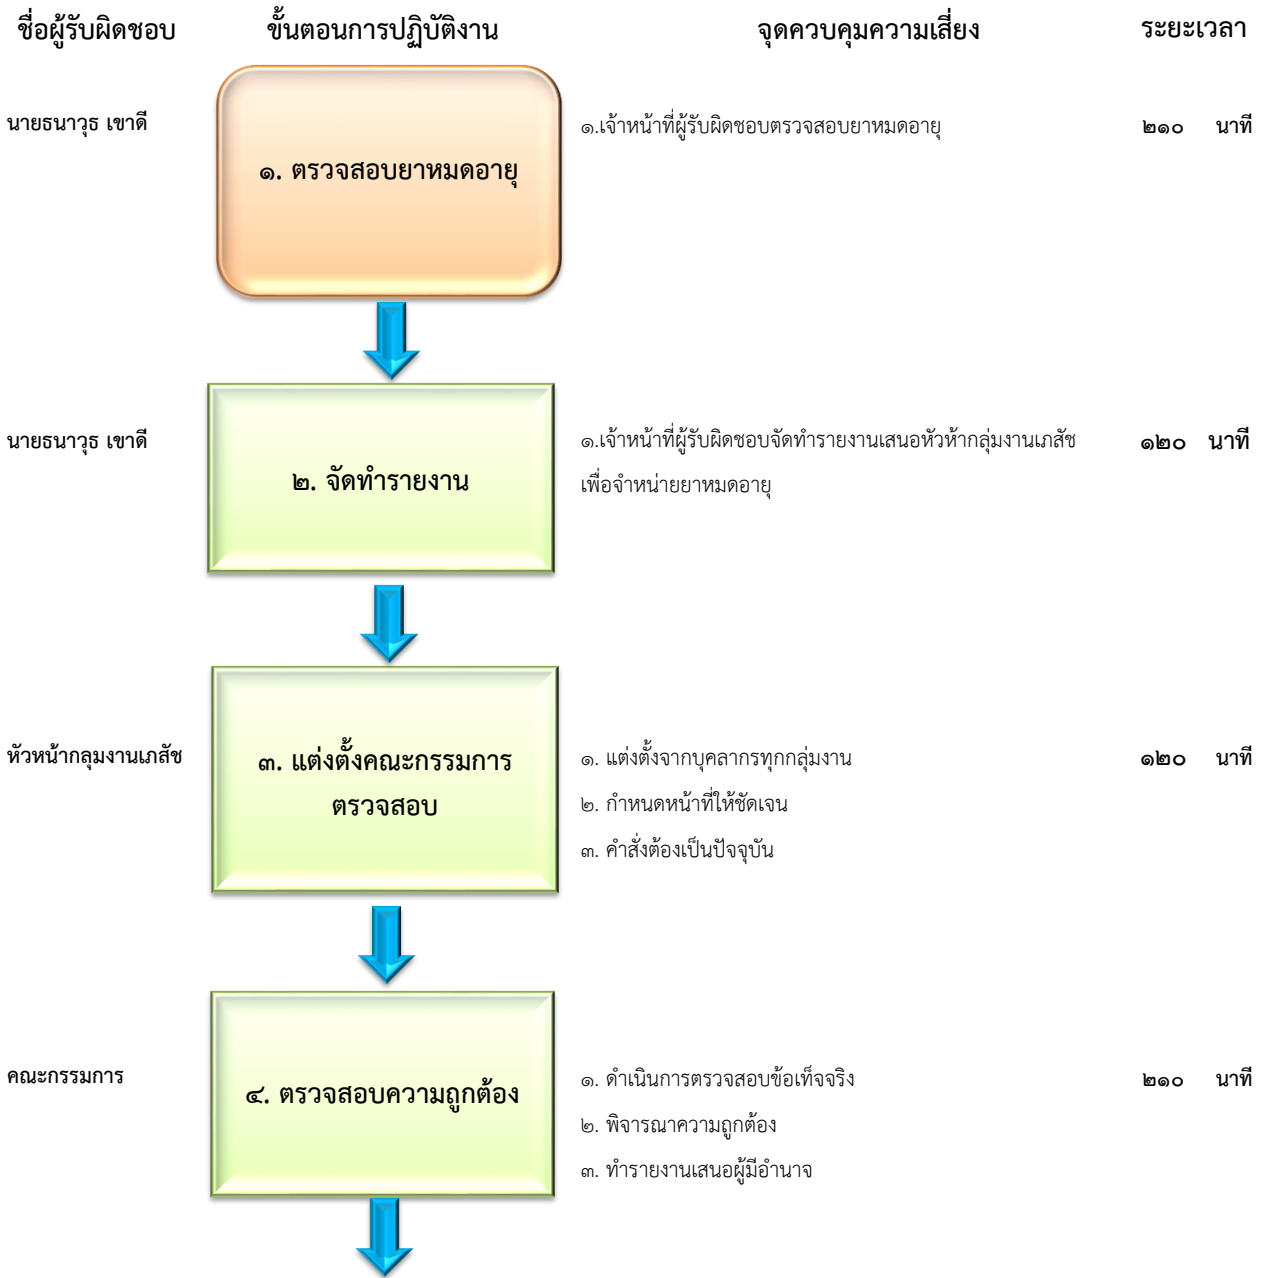 ชื่อผู้รับผิดชอบ ขั้นตอนการปฏิบัติงาน จุดควบคุมความเสี่ยง ระยะเวลา
นายธนาวุธ เขาดี
๑. ตรวจสอบยาหมดอายุ
๑.เจ้าหน้าที่ผู้รับผิดชอบตรวจสอบยาหมดอายุ
๒๑๐ นาที
นายธนาวุธ เขาดี
๒. จัดทำรายงาน
๑.เจ้าหน้าที่ผู้รับผิดชอบจัดทำรายงานเสนอหัวห้ากลุ่มงานเภสัช
เพื่อจำหน่ายยาหมดอายุ
๑๒๐ นาที
หัวหน้ากลุมงานเภสัช
๓. แต่งตั้งคณะกรรมการ
ตรวจสอบ
๑. แต่งตั้งจากบุคลากรทุกกลุ่มงาน
๒. กำหนดหน้าที่ให้ชัดเจน
๓. คำสั่งต้องเป็นปัจจุบัน
๑๒๐ นาที
คณะกรรมการ
๔. ตรวจสอบความถูกต้อง
๑. ดำเนินการตรวจสอบข้อเท็จจริง
๒. พิจารณาความถูกต้อง
๓. ทำรายงานเสนอผู้มีอำนาจ
๒๑๐ นาที